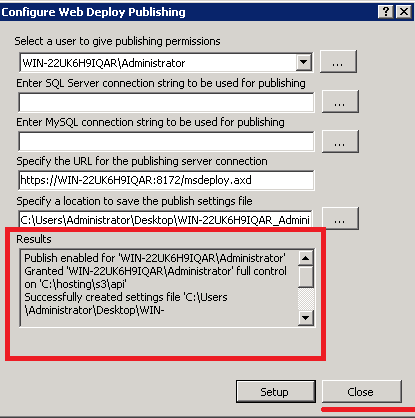 Configure Web Deploy Publishing
Select a user to give publishing permissions
WIN-22UK6H9IQAR\Administrator
...
Enter SQL Server connection string to be used for publishing
...
Enter MySQL connection string to be used for publishing
...
Specify the URL for the publishing server connection
https://WIN-22UK6H9IQAR:8172/msdeploy.axd
Specify a location to save the publish settings file
C:\Users\Administrator\Desktop\WIN-22UK6H9IQAR_Admini
...
Results
Publish enabled for 'WIN-22UK6H9IQAR\Administrator'
Granted 'WIN-22UK6H9IQAR\Administrator' full control
on 'C:\hosting\s3\api'
Successfully created settings file 'C:\Users
\Administrator\Desktop\WIN-
Setup
Close